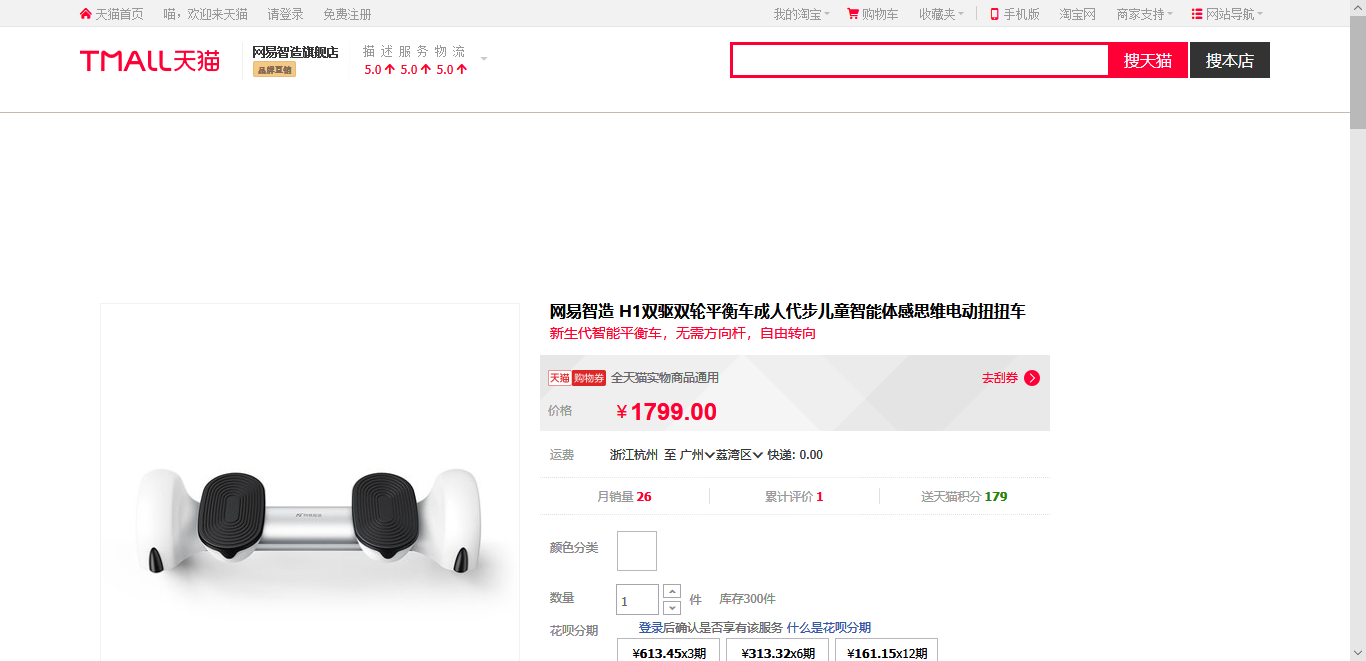 天猫首页 喵，欢迎来天猫 请登录 免费注册 我的淘宝 购物车 收藏夹 手机版 淘宝网 商家支持 网站导航
TMALL天猫 网易智造旗舰店 描 述 服 务 物 流 搜天猫 搜本店
品牌直销 5.0 5.0 5.0
网易智造 H1双驱双轮平衡车成人代步儿童智能体感思维电动扭扭车
新生代智能平衡车，无需方向杆，自由转向
天猫 购物券 全天猫实物商品通用 去刮券
价格 ¥1799.00
运费 浙江杭州 至 广州 荔湾区 快递: 0.00
月销量 26 累计评价 1 送天猫积分 179
颜色分类
数量 1 件 库存300件
花呗分期 登录后确认是否享有该服务 什么是花呗分期
¥613.45x3期 ¥313.32x6期 ¥161.15x12期